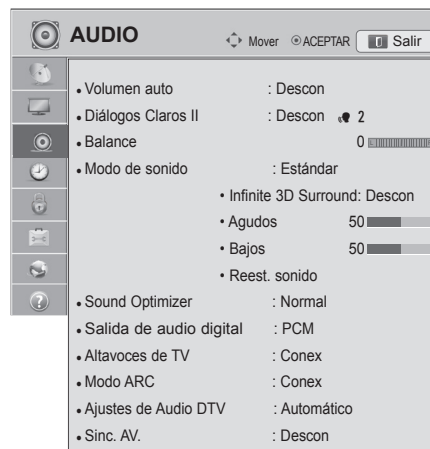 AUDIO Mover ACEPTAR Salir
• Volumen auto : Descon
• Diálogos Claros II : Descon 2
• Balance 0
• Modo de sonido : Estándar
• Infinite 3D Surround: Descon
• Agudos 50
• Bajos 50
• Reest. sonido
• Sound Optimizer : Normal
• Salida de audio digital : PCM
• Altavoces de TV : Conex
• Modo ARC : Conex
• Ajustes de Audio DTV : Automático
• Sinc. AV. : Descon